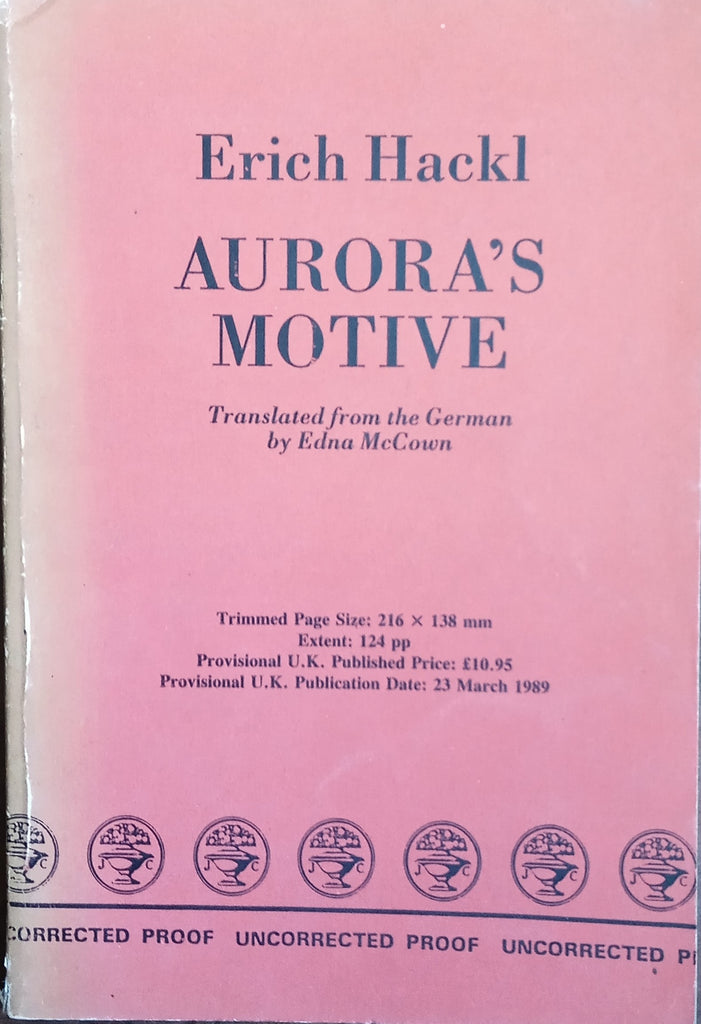 Erich Hackl
AURORA'S
MOTIVE
Translated from the German
by Edna McCown
Trimmed Page Size: 216 × 138 mm
Extent: 124 pp
Provisional U.K. Published Price: £10.95
Provisional U.K. Publication Date: 23 March 1989
J C J C J C J C J C J C
CORRECTED PROOF UNCORRECTED PROOF UNCORRECTED P